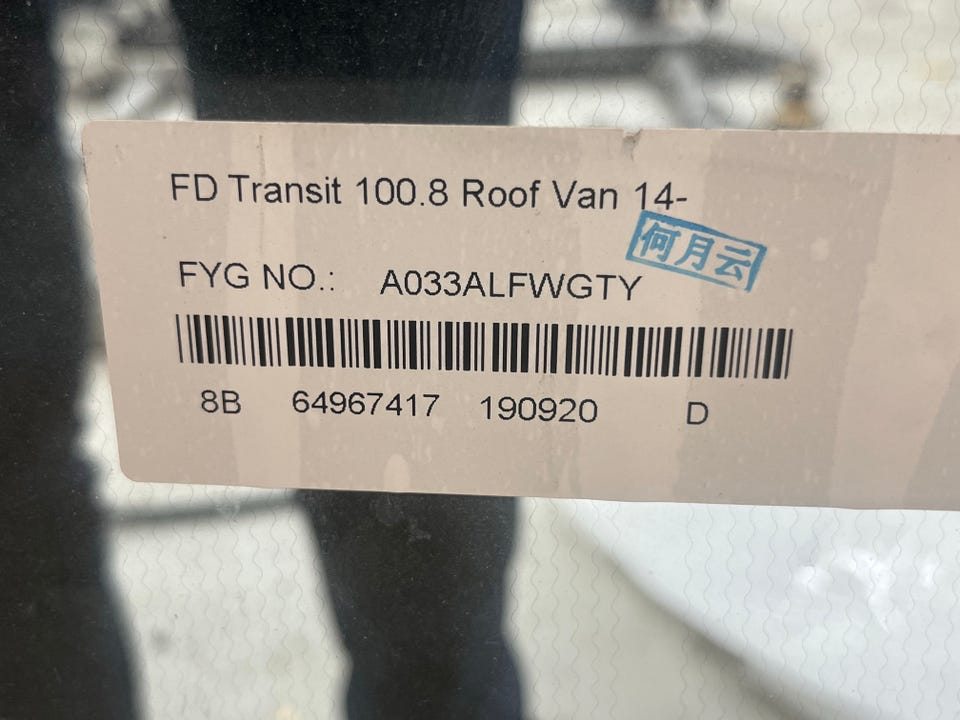 FD Transit 100.8 Roof Van 14-
何月云
FYG NO.: A033ALFWGTY
8B 64967417 190920 D